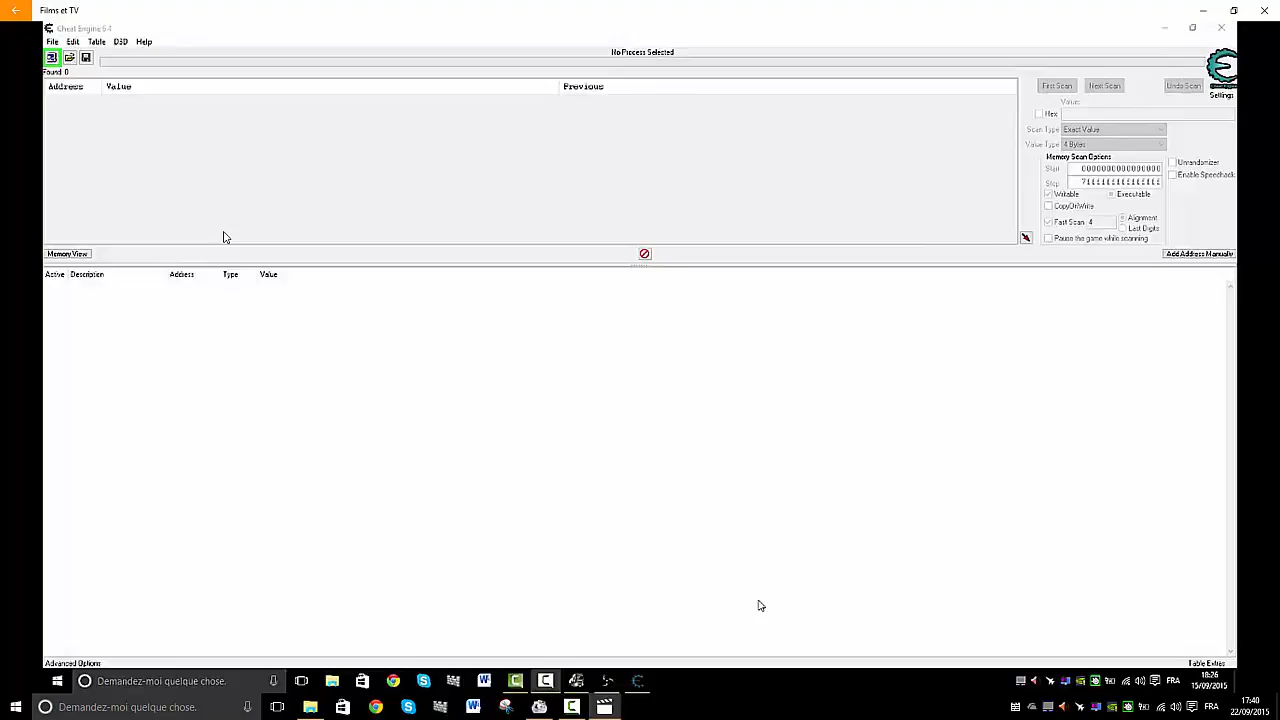 Films et TV
Cheat Engine 6.4
File Edit Table D3D Help
No Process Selected
Found: 0
Address Value Previous
First Scan Next Scan Undo Scan
Settings
Value:
Hex
Scan Type Exact Value
Value Type 4 Bytes
Memory Scan Options
Start 0000000000000000
Stop 7fffffffffffffff
Unrandomizer
Enable Speedhack
Writable Executable
CopyOnWrite
Fast Scan 4 Alignment
Last Digits
Pause the game while scanning
Memory View Add Address Manually
Active Description Address Type Value
Advanced Options Table Extras
Demandez-moi quelque chose. FRA 18:26
15/09/2015
Demandez-moi quelque chose. FRA 17:40
22/09/2015